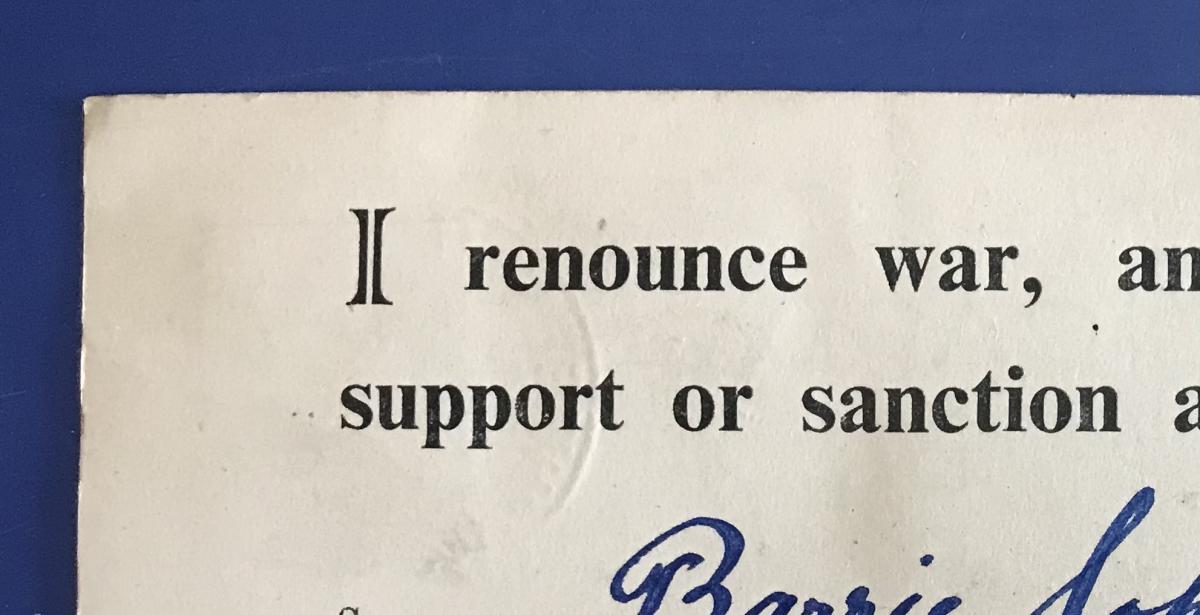 I renounce war, an
support or sanction a
Barrie
S